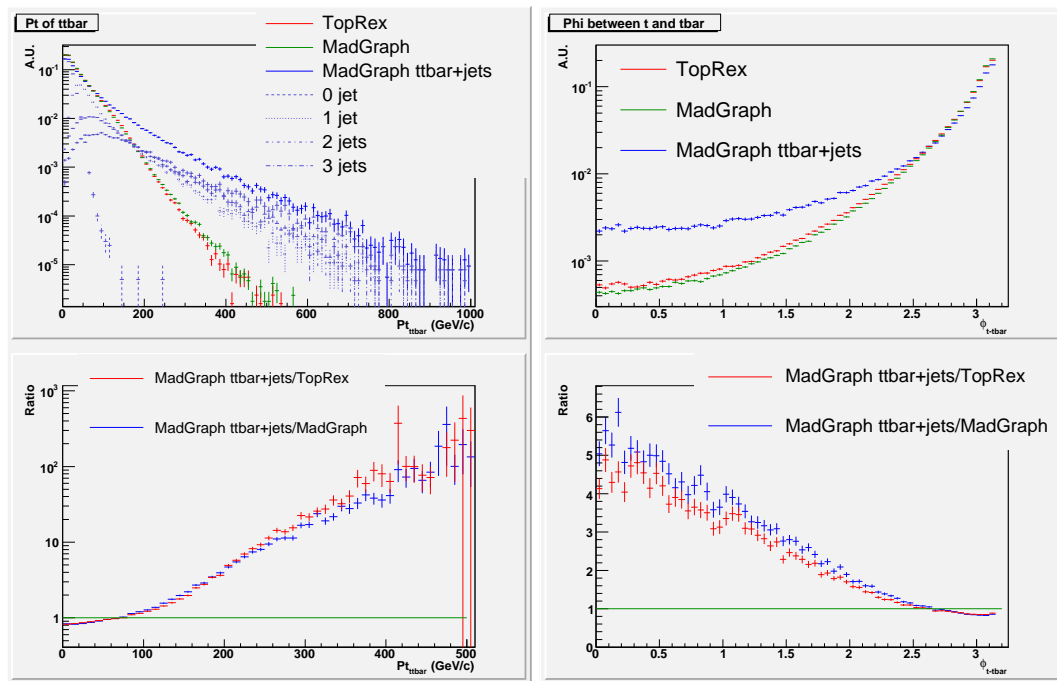 Pt of ttbar
A.U.
TopRex
MadGraph
MadGraph ttbar+jets
0 jet
1 jet
2 jets
3 jets
10⁻¹
10⁻²
10⁻³
10⁻⁴
10⁻⁵
0 200 400 600 800 1000
Pt_ttbar (GeV/c)
Phi between t and tbar
A.U.
TopRex
MadGraph
MadGraph ttbar+jets
10⁻¹
10⁻²
10⁻³
0 0.5 1 1.5 2 2.5 3
ϕ_t-tbar
Ratio
MadGraph ttbar+jets/TopRex
MadGraph ttbar+jets/MadGraph
10³
10²
10
1
0 100 200 300 400 500
Pt_ttbar (GeV/c)
Ratio
MadGraph ttbar+jets/TopRex
MadGraph ttbar+jets/MadGraph
6
5
4
3
2
1
0
0 0.5 1 1.5 2 2.5 3
ϕ_t-tbar